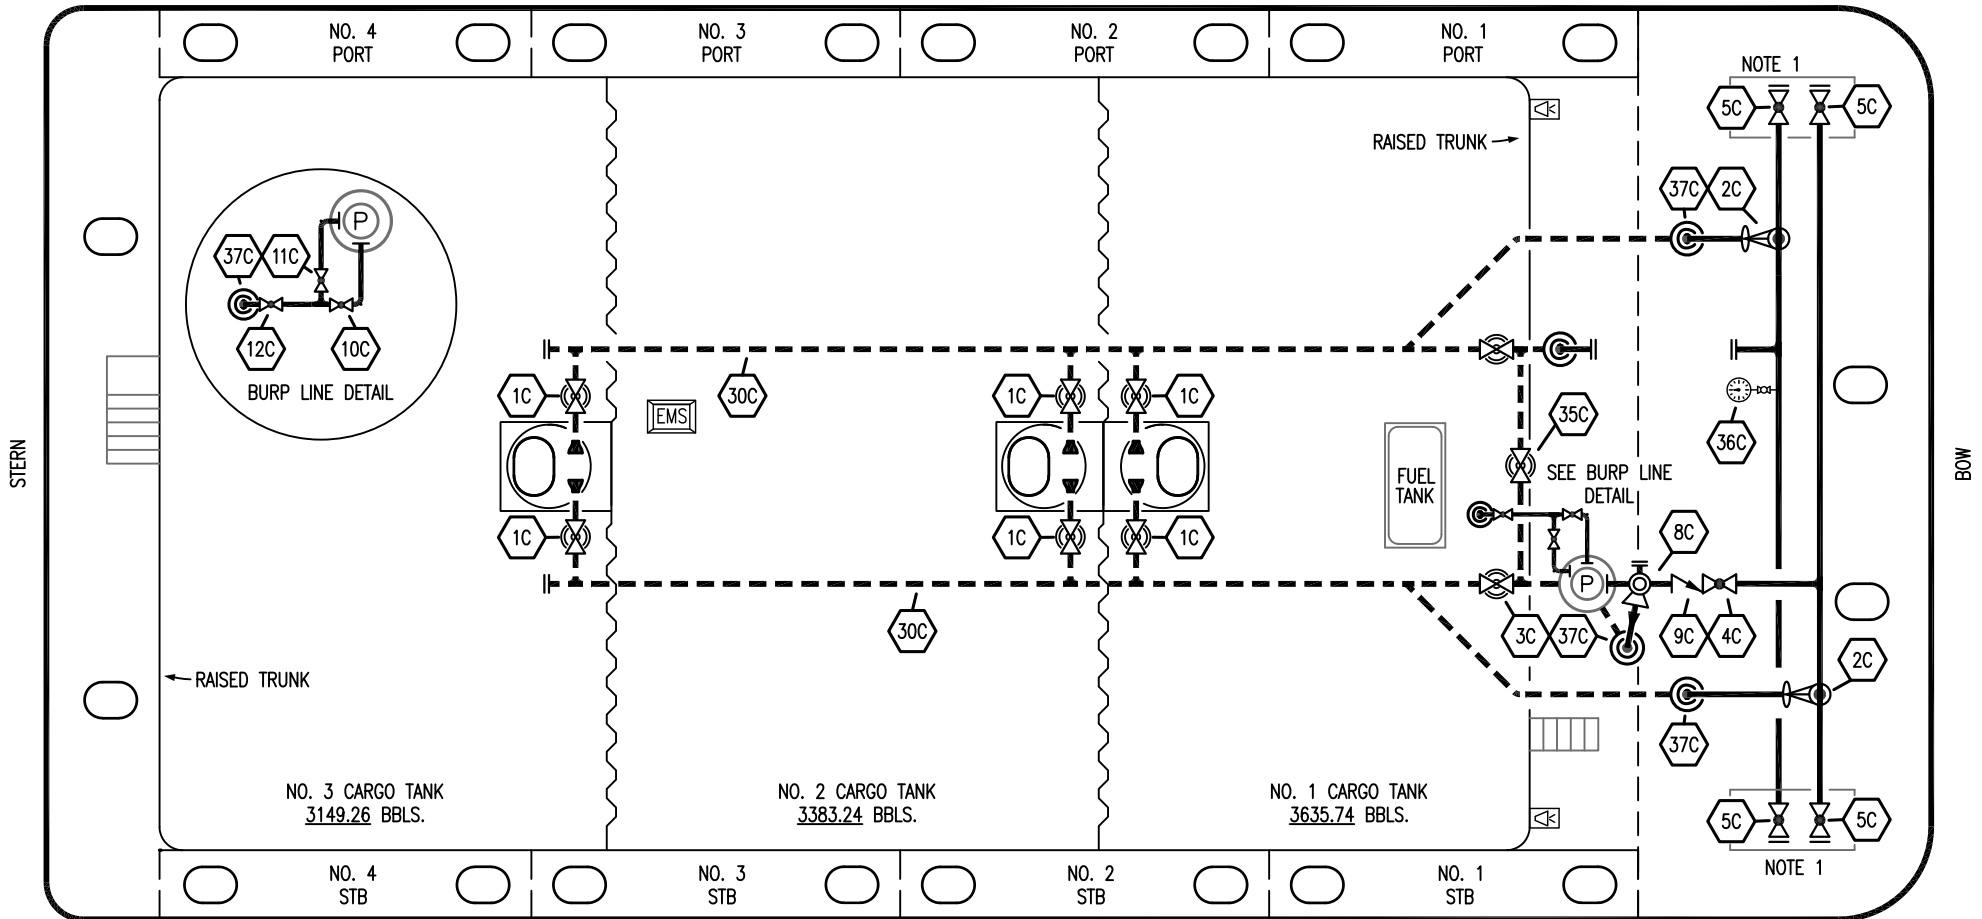 NO. 4
PORT
NO. 3
PORT
NO. 2
PORT
NO. 1
PORT
NOTE 1
5C
5C
RAISED TRUNK
37C
2C
P
37C
11C
12C
10C
BURP LINE DETAIL
1C
30C
1C
1C
EMS
35C
36C
STERN
BOW
FUEL
TANK
SEE BURP LINE
DETAIL
1C
1C
1C
8C
P
30C
3C
37C
9C
4C
2C
RAISED TRUNK
37C
NO. 3 CARGO TANK
3149.26 BBLS.
NO. 2 CARGO TANK
3383.24 BBLS.
NO. 1 CARGO TANK
3635.74 BBLS.
5C
5C
NOTE 1
NO. 4
STB
NO. 3
STB
NO. 2
STB
NO. 1
STB